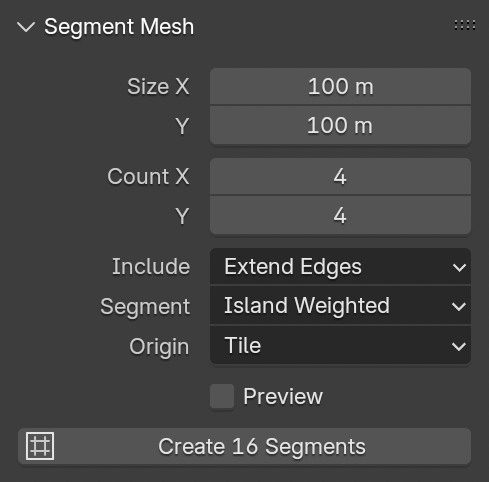 Segment Mesh
Size X 100 m
Y 100 m
Count X 4
Y 4
Include Extend Edges
Segment Island Weighted
Origin Tile
Preview
Create 16 Segments